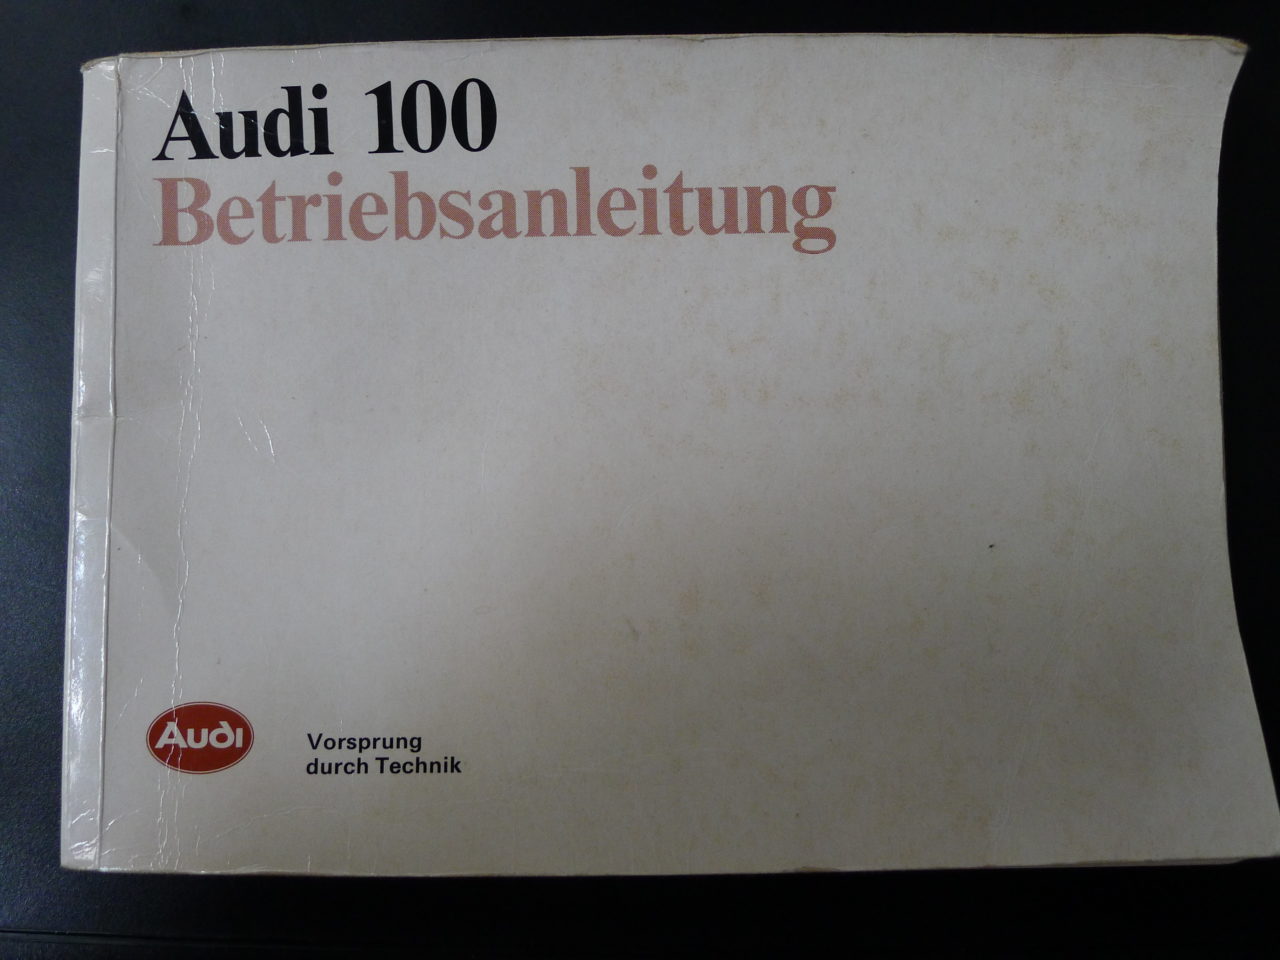 Audi 100
Betriebsanleitung
Audi
Vorsprung
durch Technik